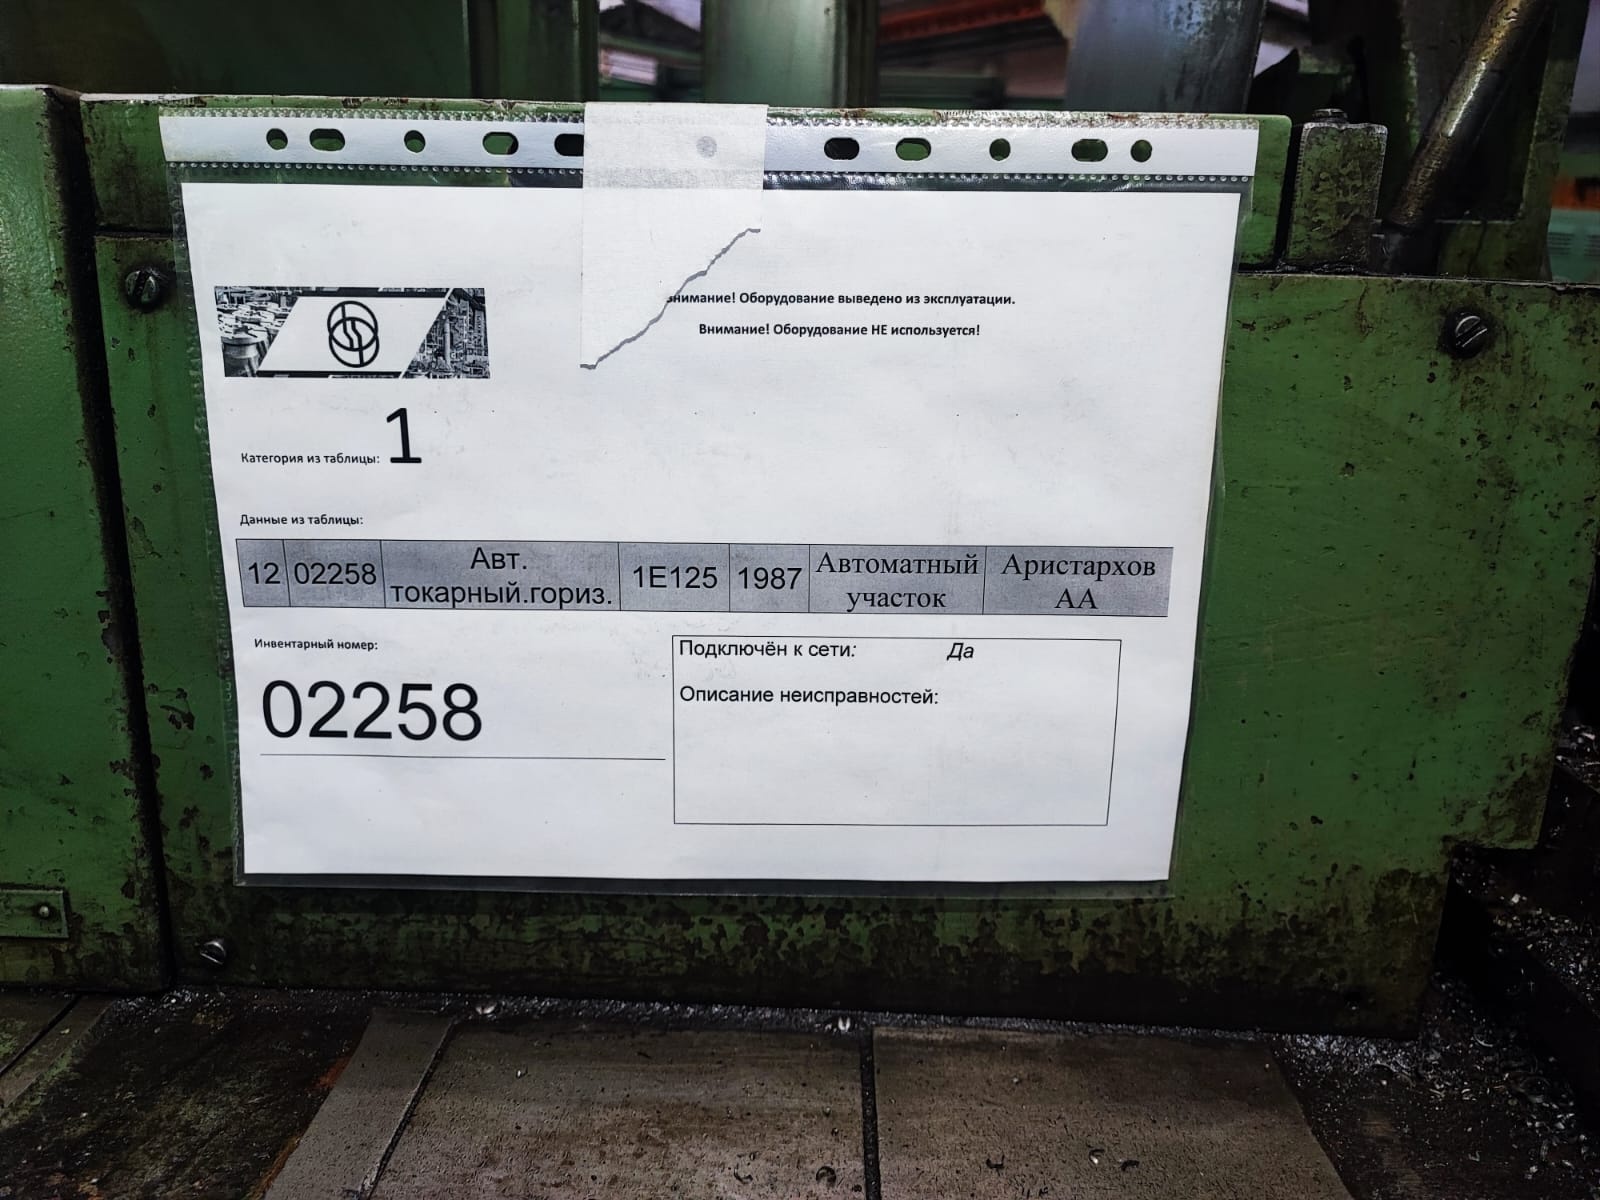 Внимание! Оборудование выведено из эксплуатации.
Внимание! Оборудование НЕ используется!
Категория из таблицы: 1
Данные из таблицы:
12 02258 Авт. токарный.гориз. 1Е125 1987 Автоматный участок Аристархов АА
Инвентарный номер:
02258
Подключён к сети: Да
Описание неисправностей: